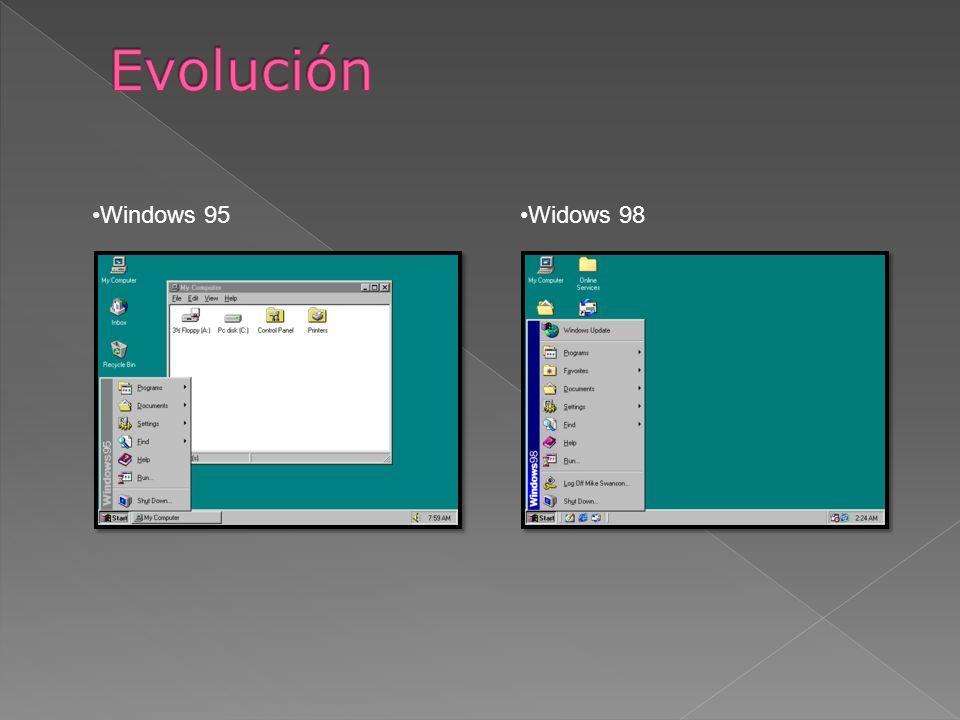 Evolución
•Windows 95
•Widows 98
My Computer
Inbox
Recycle Bin
My Computer
File Edit View Help
3½ Floppy (A:) Pc disk (C:) Control Panel Printers
Programs
Documents
Settings
Find
Help
Run...
Shut Down...
Windows95
Start My Computer 7:59 AM
My Computer Online Services
Windows Update
Programs
Favorites
Documents
Settings
Find
Help
Run...
Log Off Mike Swanson...
Shut Down...
Windows98
Start 2:24 AM